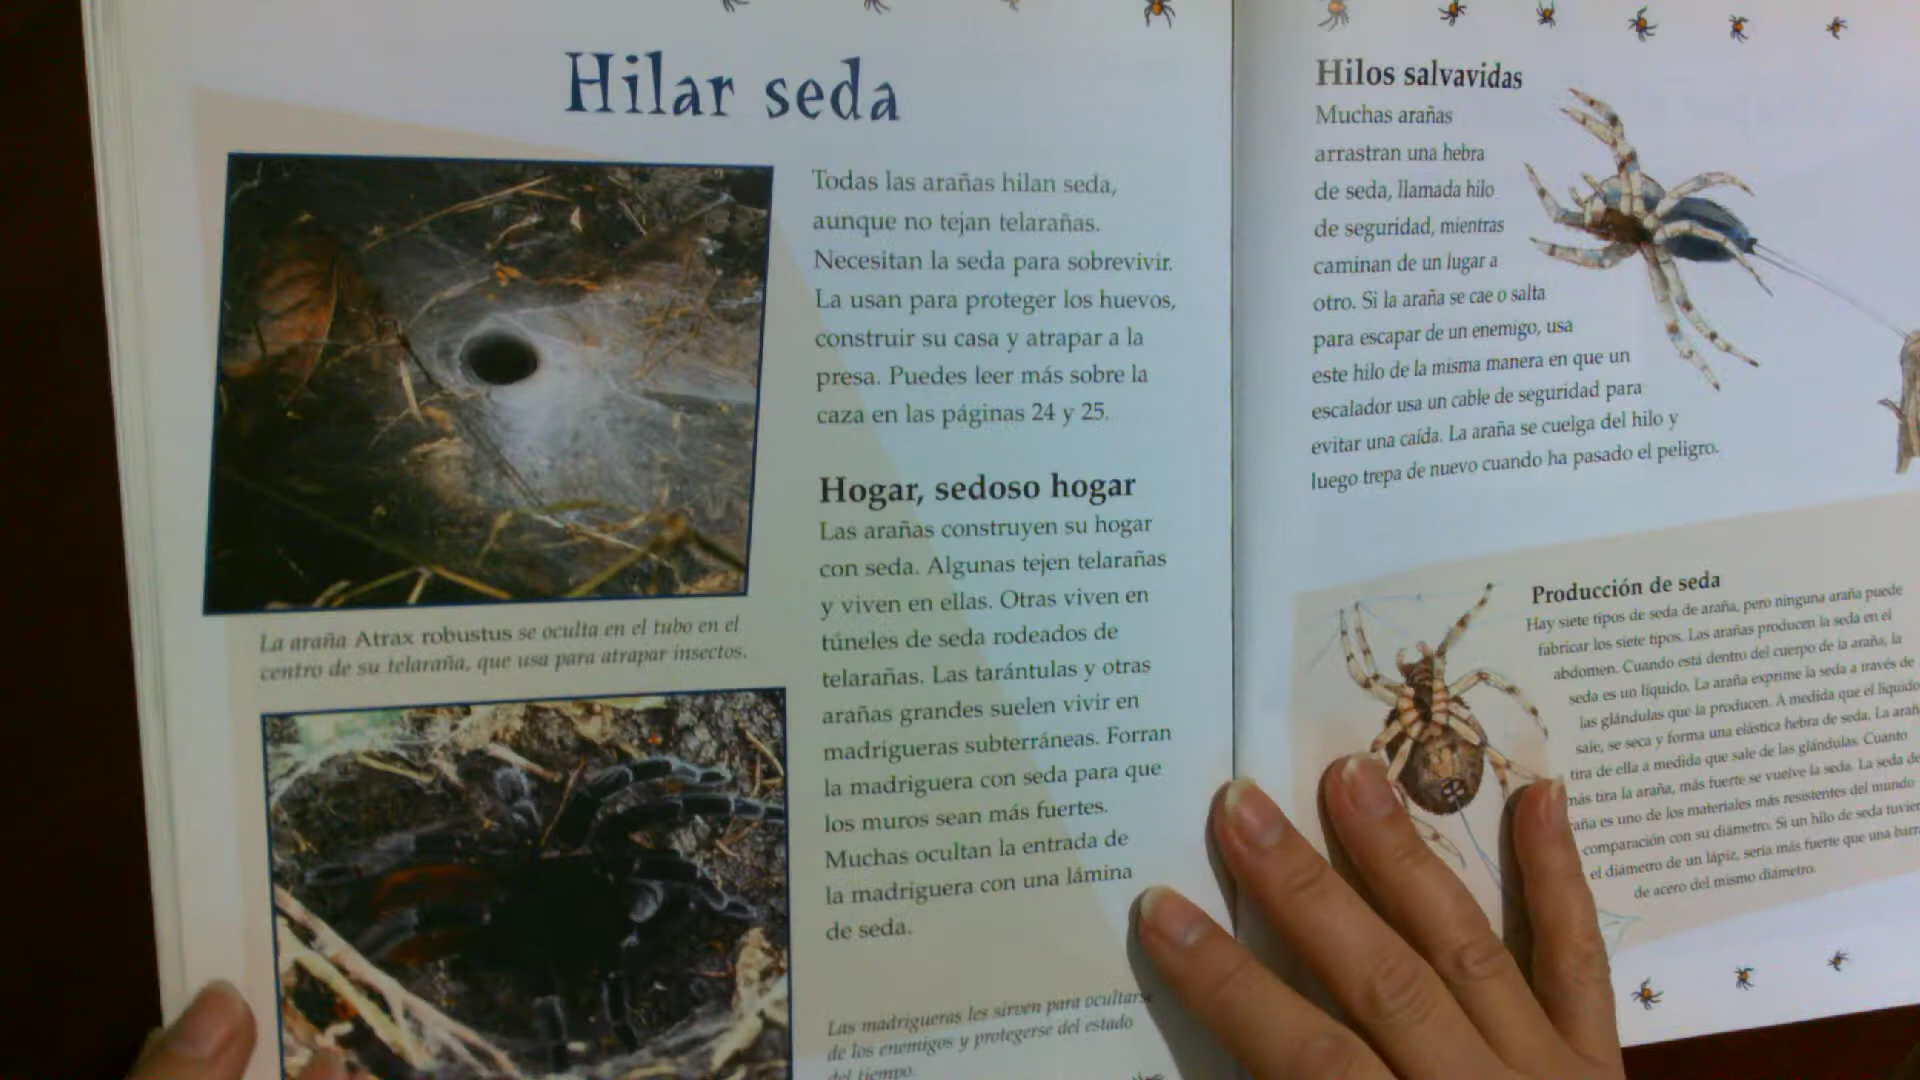 Hilar seda
Todas las arañas hilan seda,
aunque no tejan telarañas.
Necesitan la seda para sobrevivir.
La usan para proteger los huevos,
construir su casa y atrapar a la
presa. Puedes leer más sobre la
caza en las páginas 24 y 25.
Hogar, sedoso hogar
Las arañas construyen su hogar
con seda. Algunas tejen telarañas
y viven en ellas. Otras viven en
túneles de seda rodeados de
telarañas. Las tarántulas y otras
arañas grandes suelen vivir en
madrigueras subterráneas. Forran
la madriguera con seda para que
los muros sean más fuertes.
Muchas ocultan la entrada de
la madriguera con una lámina
de seda.
La araña Atrax robustus se oculta en el tubo en el
centro de su telaraña, que usa para atrapar insectos.
Las madrigueras les sirven para ocultarse
de los enemigos y protegerse del estado
del tiempo.
Hilos salvavidas
Muchas arañas
arrastran una hebra
de seda, llamada hilo
de seguridad, mientras
caminan de un lugar a
otro. Si la araña se cae o salta
para escapar de un enemigo, usa
este hilo de la misma manera en que un
escalador usa un cable de seguridad para
evitar una caída. La araña se cuelga del hilo y
luego trepa de nuevo cuando ha pasado el peligro.
Producción de seda
Hay siete tipos de seda de araña, pero ninguna araña puede
fabricar los siete tipos. Las arañas producen la seda en el
abdomen. Cuando está dentro del cuerpo de la araña, la
seda es un líquido. La araña exprime la seda a través de
las glándulas que la producen. A medida que el líquido
sale, se seca y forma una elástica hebra de seda. La araña
tira de ella a medida que sale de las glándulas. Cuanto
más tira la araña, más fuerte se vuelve la seda. La seda de
araña es uno de los materiales más resistentes del mundo
comparación con su diámetro. Si un hilo de seda tuvier
el diámetro de un lápiz, sería más fuerte que una barra
de acero del mismo diámetro.